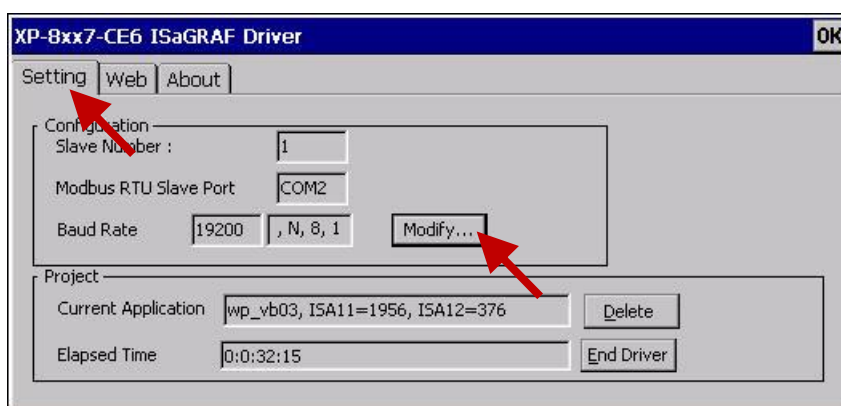 XP-8xx7-CE6 ISaGRAF Driver OK
Setting Web About
Configuration
Slave Number : 1
Modbus RTU Slave Port COM2
Baud Rate 19200 , N, 8, 1 Modify...
Project
Current Application wp_vb03, ISA11=1956, ISA12=376 Delete
Elapsed Time 0:0:32:15 End Driver